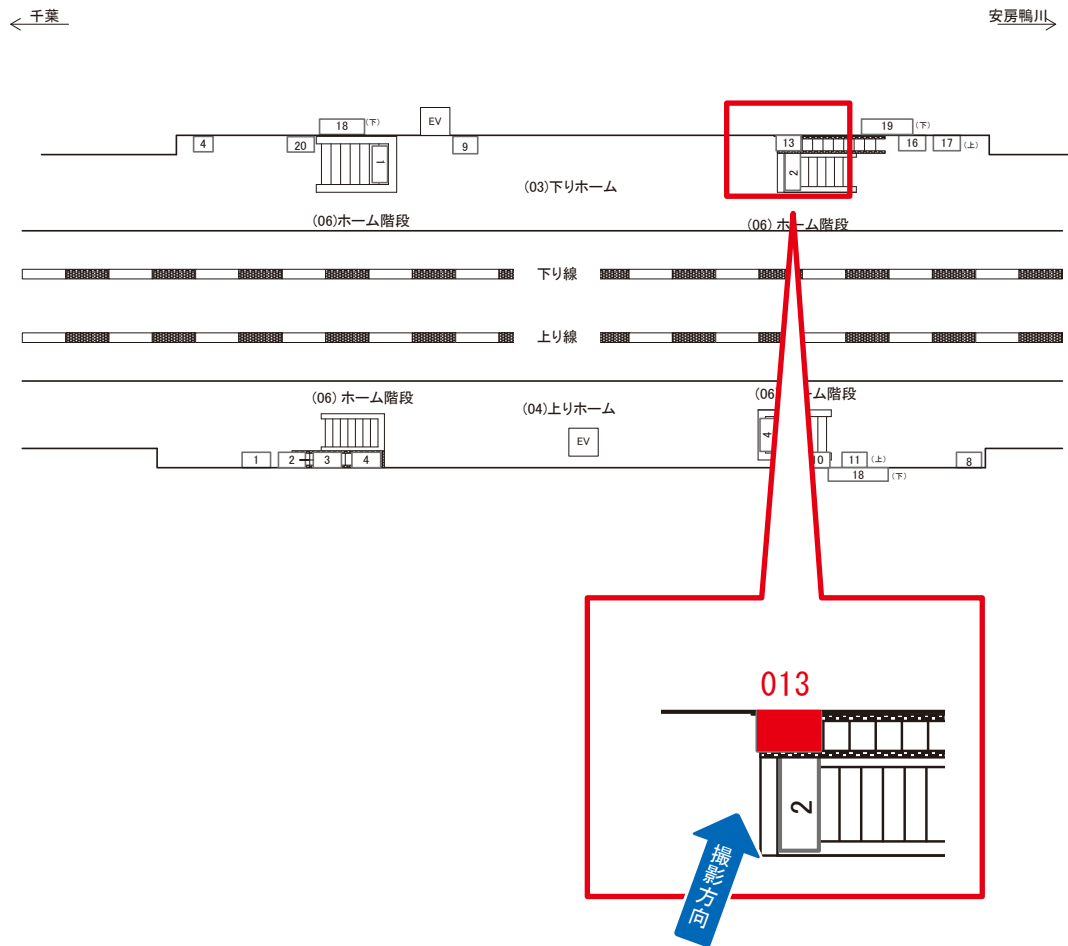 千葉
安房鴨川
EV
18
(下)
19
(下)
4
20
1
9
13
16
17
(上)
2
(03)下りホーム
(06)ホーム階段
(06)ホーム階段
下り線
上り線
(06) ホーム階段
(04)上りホーム
(06
ーム階段
EV
4
1
2
3
4
10
11
(上)
8
18
(下)
013
2
撮影方向